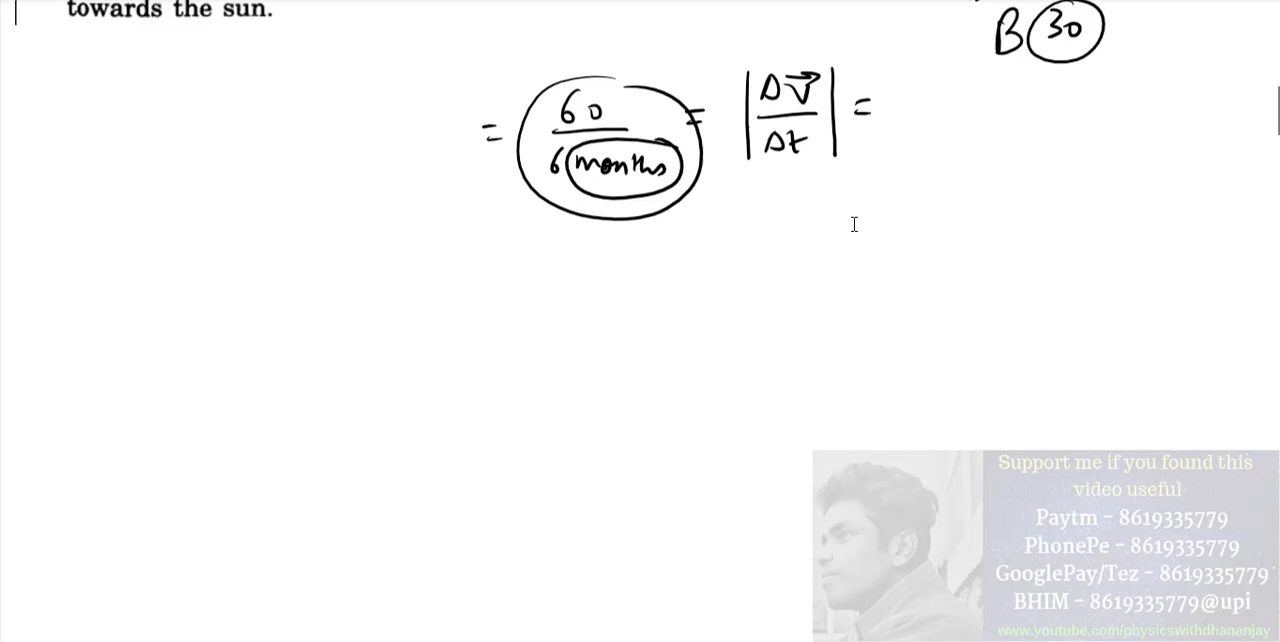 towards the sun.
B 30
= 60 / 6 months = |Δv⃗ / Δt| =
Support me if you found this
video useful
Paytm - 8619335779
PhonePe - 8619335779
GooglePay/Tez - 8619335779
BHIM - 8619335779@upi
www.youtube.com/physicswithdhananjay